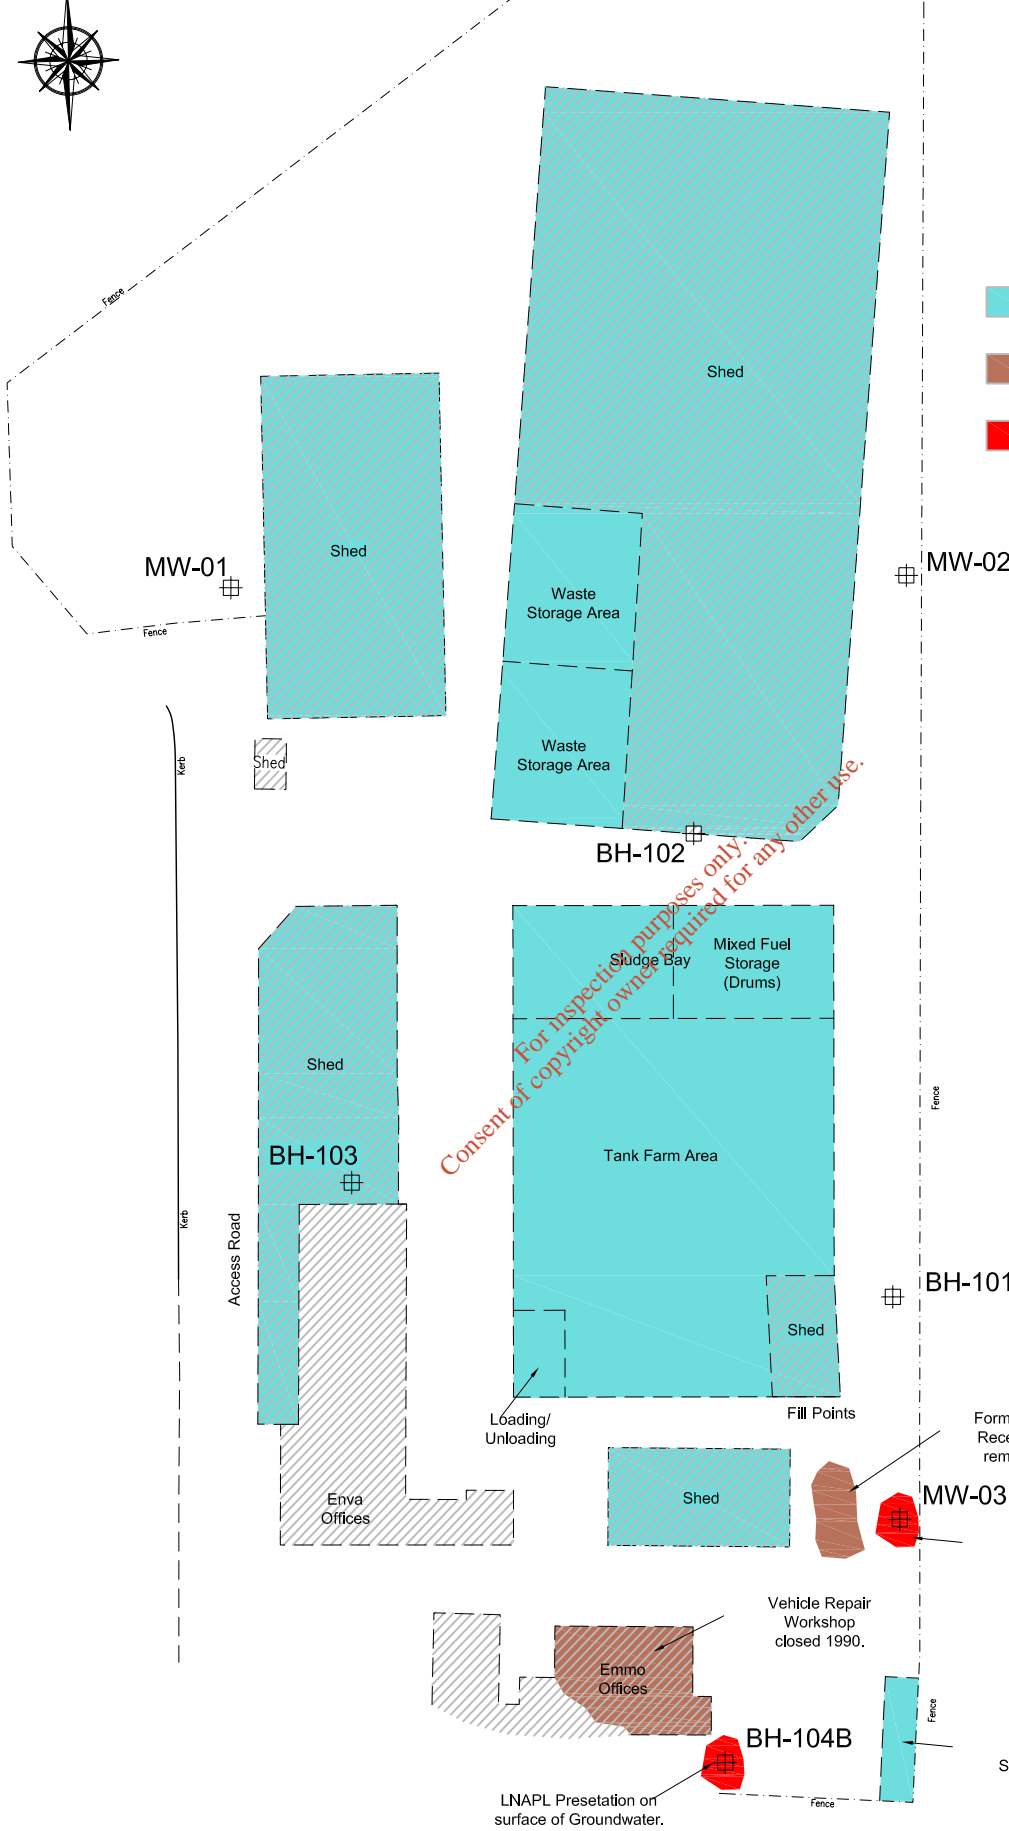 Fence
Shed
MW-01
Shed
MW-02
Waste
Storage Area
Fence
Waste
Storage Area
Kerb
Shed
BH-102
For inspection purposes only.
Consent of copyright owner required for any other use.
Sludge Bay
Mixed Fuel
Storage
(Drums)
Shed
Fence
BH-103
Tank Farm Area
Kerb
Access Road
BH-101
Shed
Loading/
Unloading
Fill Points
Form
Rece
rem
Enva
Offices
Shed
MW-03
Vehicle Repair
Workshop
closed 1990.
Emmo
Offices
Fence
BH-104B
S
LNAPL Presetation on
surface of Groundwater.
Fence